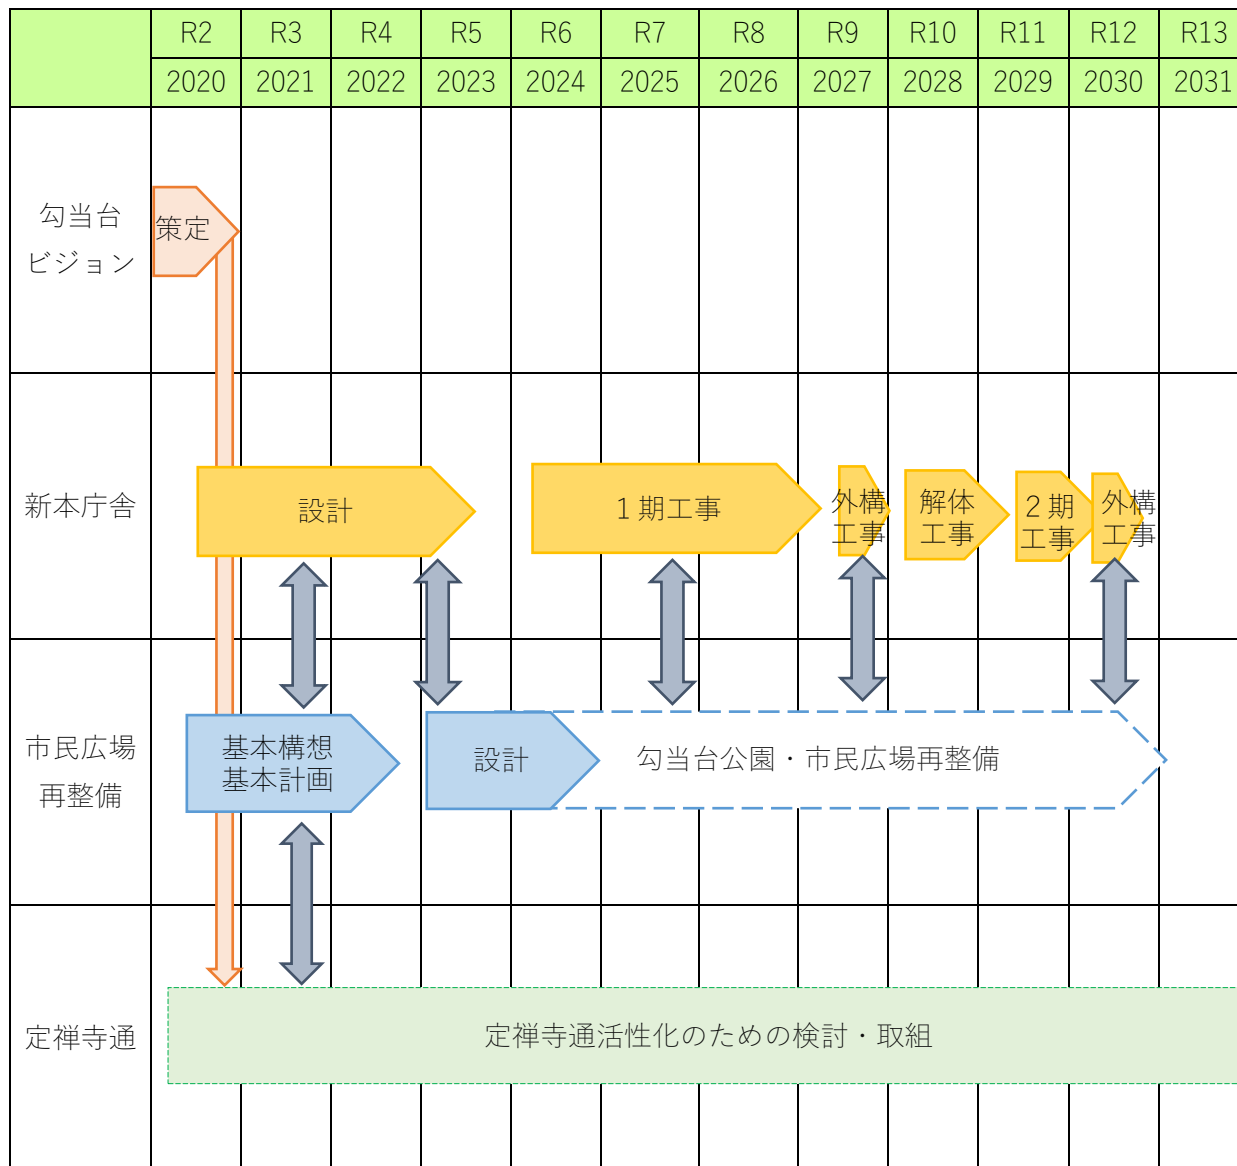 R2 R3 R4 R5 R6 R7 R8 R9 R10 R11 R12 R13
2020 2021 2022 2023 2024 2025 2026 2027 2028 2029 2030 2031
勾当台
ビジョン
策定
新本庁舎
設計
１期工事
外構
工事
解体
工事
２期
工事
外構
工事
市民広場
再整備
基本構想
基本計画
設計
勾当台公園・市民広場再整備
定禅寺通
定禅寺通活性化のための検討・取組